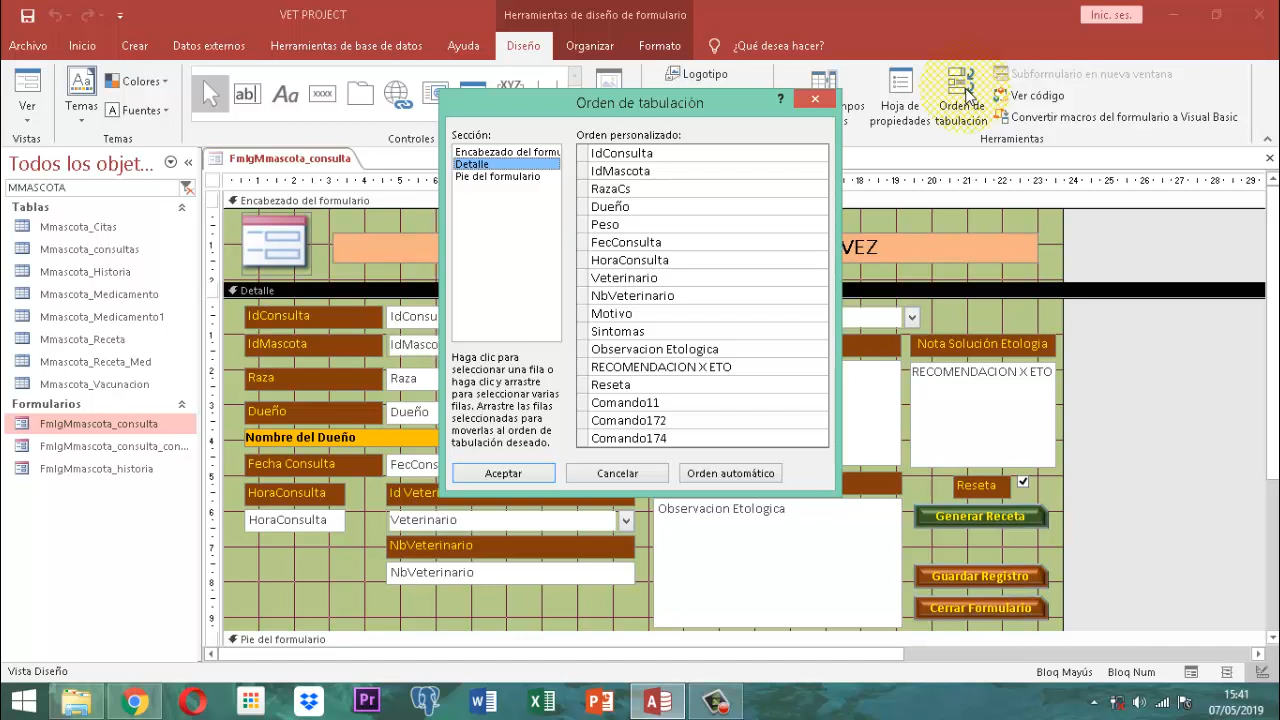 VET PROJECT
Herramientas de diseño de formulario
Inic. ses.
Archivo
Inicio
Crear
Datos externos
Herramientas de base de datos
Ayuda
Diseño
Organizar
Formato
¿Qué desea hacer?
Ver
Vistas
Temas
Colores
Fuentes
Temas
Controles
Logotipo
Hoja de propiedades
Orden de tabulación
Subformulario en nueva ventana
Ver código
Convertir macros del formulario a Visual Basic
Herramientas
Todos los objet...
MMASCOTA
Tablas
Mmascota_Citas
Mmascota_consultas
Mmascota_Historia
Mmascota_Medicamento
Mmascota_Medicamento1
Mmascota_Receta
Mmascota_Receta_Med
Mmascota_Vacunacion
Formularios
FmIgMmascota_consulta
FmIgMmascota_consulta_con...
FmIgMmascota_historia
FmIgMmascota_consulta
Encabezado del formulario
VEZ
Detalle
IdConsulta
IdConsu
IdMascota
IdMasco
Raza
Raza
Dueño
Dueño
Nombre del Dueño
Fecha Consulta
FecCons
HoraConsulta
Id Veter
HoraConsulta
Veterinario
NbVeterinario
NbVeterinario
Observacion Etologica
Nota Solución Etologia
RECOMENDACION X ETO
Reseta
Generar Receta
Guardar Registro
Cerrar Formulario
Pie del formulario
Orden de tabulación
Sección:
Encabezado del formu
Detalle
Pie del formulario
Haga clic para
seleccionar una fila o
haga clic y arrastre
para seleccionar varias
filas. Arrastre las filas
seleccionadas para
moverlas al orden de
tabulación deseado.
Orden personalizado:
IdConsulta
IdMascota
RazaCs
Dueño
Peso
FecConsulta
HoraConsulta
Veterinario
NbVeterinario
Motivo
Sintomas
Observacion Etologica
RECOMENDACION X ETO
Reseta
Comando11
Comando172
Comando174
Aceptar
Cancelar
Orden automático
Vista Diseño
Bloq Mayús
Bloq Num
15:41
07/05/2019